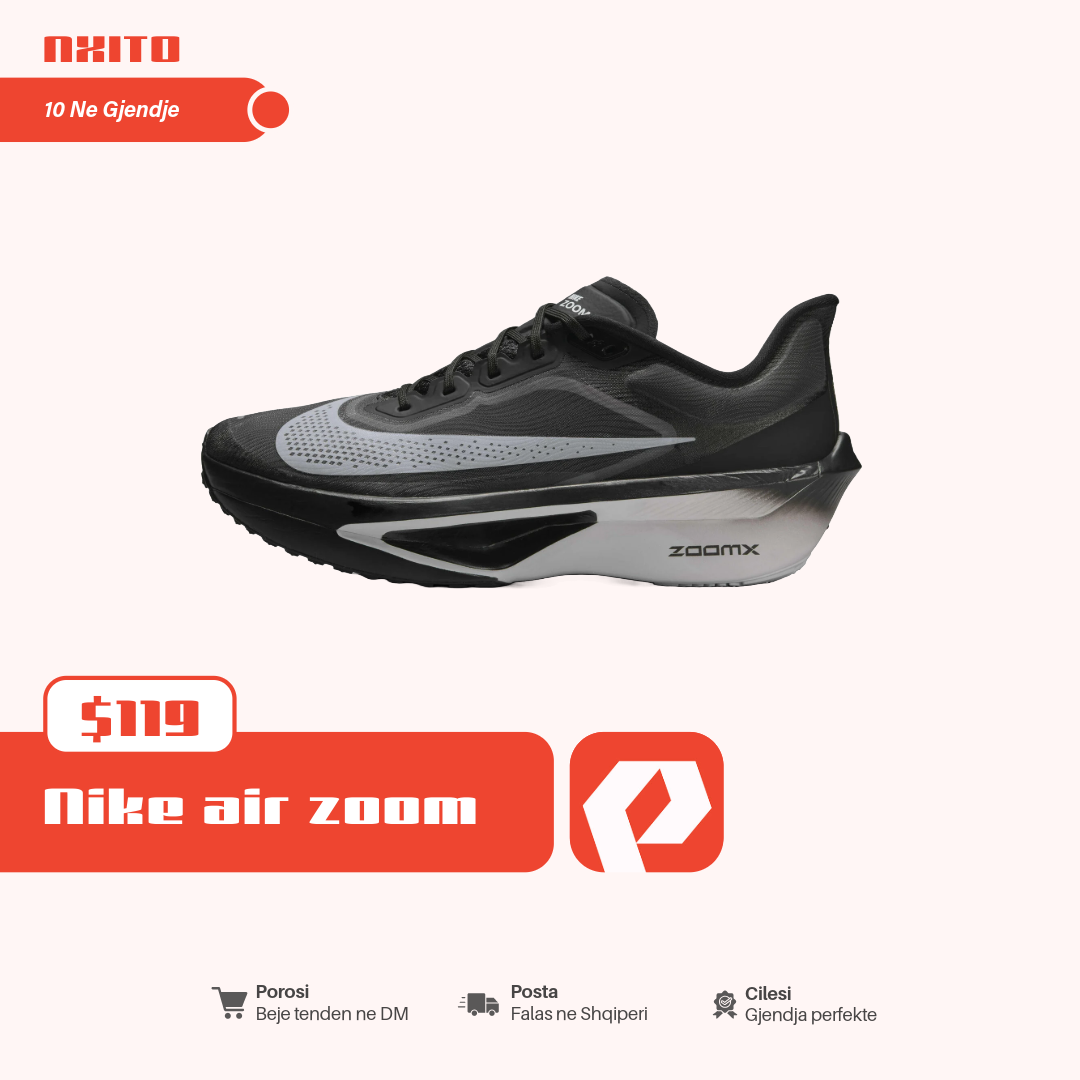 NXITO
10 Ne Gjendje
ZOOM
ZOOMX
$119
Nike air zoom
Porosi
Beje tenden ne DM
Posta
Falas ne Shqiperi
Cilesi
Gjendja perfekte